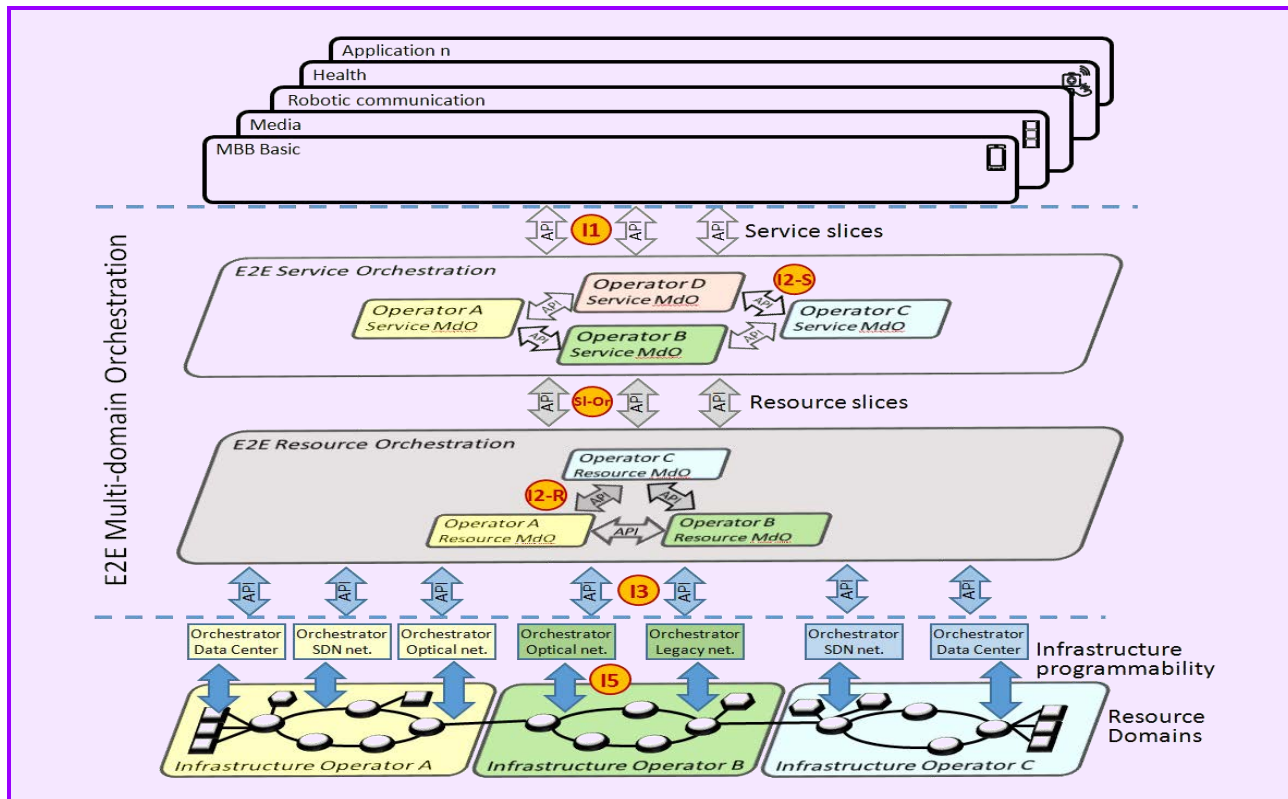 Application n
Health
Robotic communication
Media
MBB Basic
API
I1
API
API
Service slices
E2E Multi-domain Orchestration
E2E Service Orchestration
Operator D
Service MdO
I2-S
Operator A
Service MdO
API
API
Operator C
Service MdO
API
Operator B
Service MdO
API
API
Sl-Or
API
API
Resource slices
E2E Resource Orchestration
Operator C
Resource MdO
I2-R
API
API
Operator A
Resource MdO
API
Operator B
Resource MdO
API
API
API
API
I3
API
API
API
Orchestrator
Data Center
Orchestrator
SDN net.
Orchestrator
Optical net.
Orchestrator
Optical net.
Orchestrator
Legacy net.
Orchestrator
SDN net.
Orchestrator
Data Center
Infrastructure
programmability
I5
Resource
Domains
Infrastructure Operator A
Infrastructure Operator B
Infrastructure Operator C